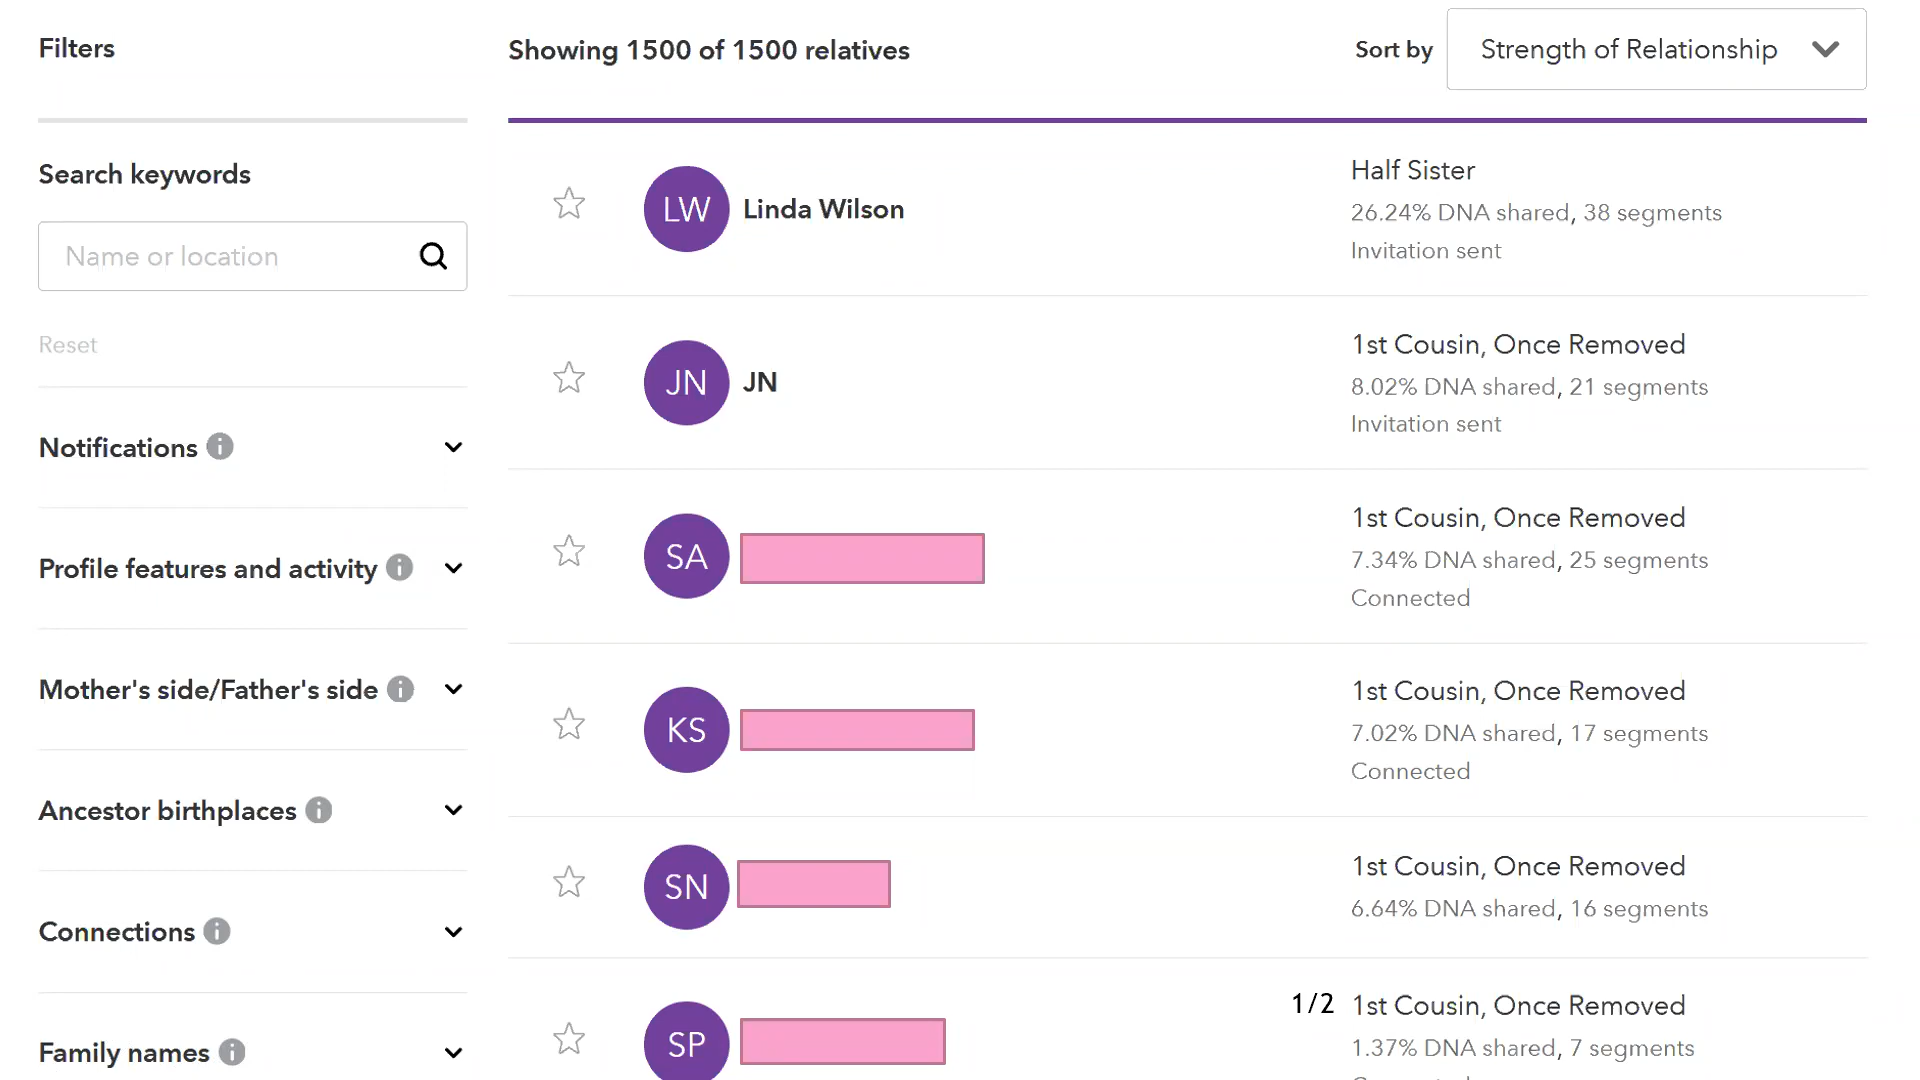 Filters
Showing 1500 of 1500 relatives
Sort by
Strength of Relationship
Search keywords
Name or location
Reset
Notifications
Profile features and activity
Mother's side/Father's side
Ancestor birthplaces
Connections
Family names
LW
Linda Wilson
Half Sister
26.24% DNA shared, 38 segments
Invitation sent
JN
JN
1st Cousin, Once Removed
8.02% DNA shared, 21 segments
Invitation sent
SA
1st Cousin, Once Removed
7.34% DNA shared, 25 segments
Connected
KS
1st Cousin, Once Removed
7.02% DNA shared, 17 segments
Connected
SN
1st Cousin, Once Removed
6.64% DNA shared, 16 segments
SP
1/2 1st Cousin, Once Removed
1.37% DNA shared, 7 segments